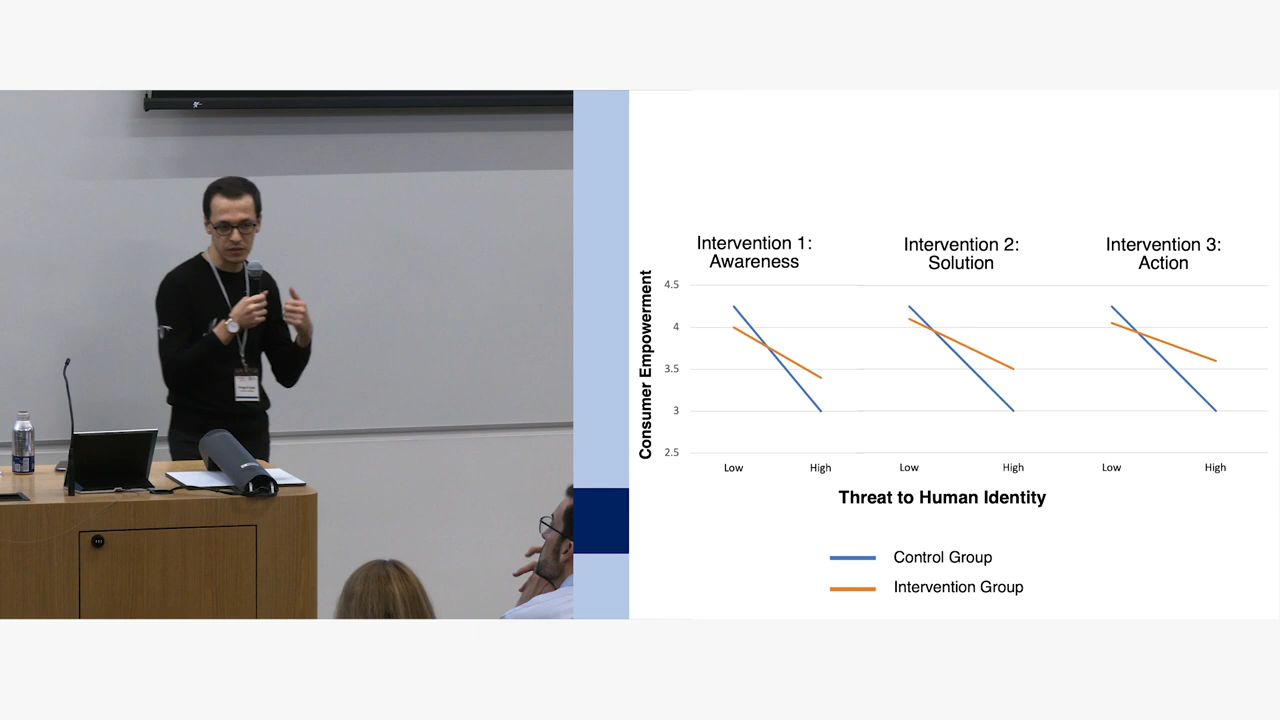 Intervention 1:
Awareness
Intervention 2:
Solution
Intervention 3:
Action
Consumer Empowerment
4.5
4
3.5
3
2.5
Low
High
Low
High
Low
High
Threat to Human Identity
Control Group
Intervention Group